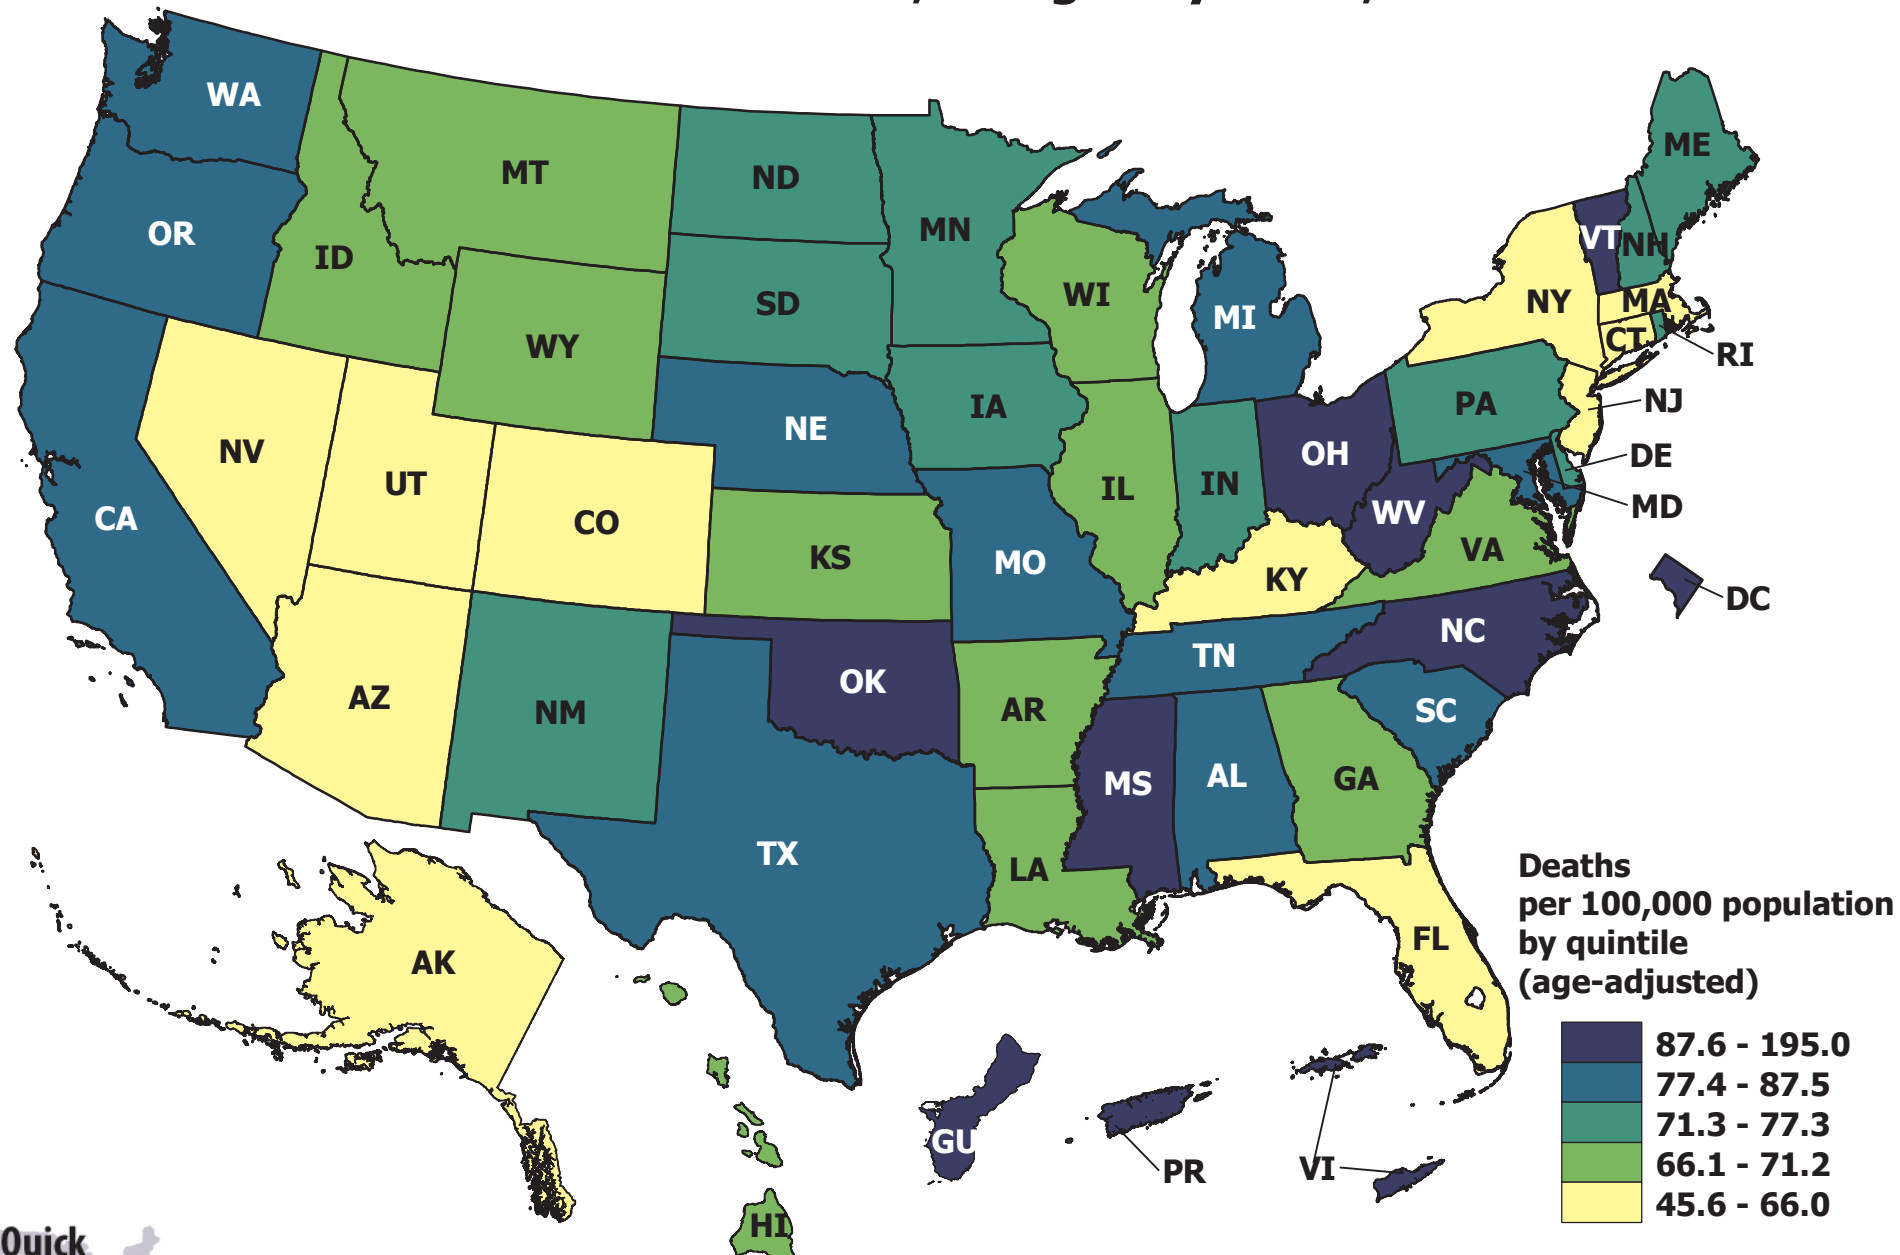 WA
OR
CA
NV
ID
MT
WY
UT
CO
AZ
NM
ND
SD
NE
KS
OK
TX
MN
IA
MO
AR
LA
WI
IL
MI
IN
OH
KY
TN
MS
AL
GA
FL
SC
NC
VA
WV
PA
NY
VT
NH
ME
MA
CT
RI
NJ
DE
MD
DC
AK
HI
GU
PR
VI
Deaths
per 100,000 population
by quintile
(age-adjusted)
87.6 - 195.0
77.4 - 87.5
71.3 - 77.3
66.1 - 71.2
45.6 - 66.0
Quick